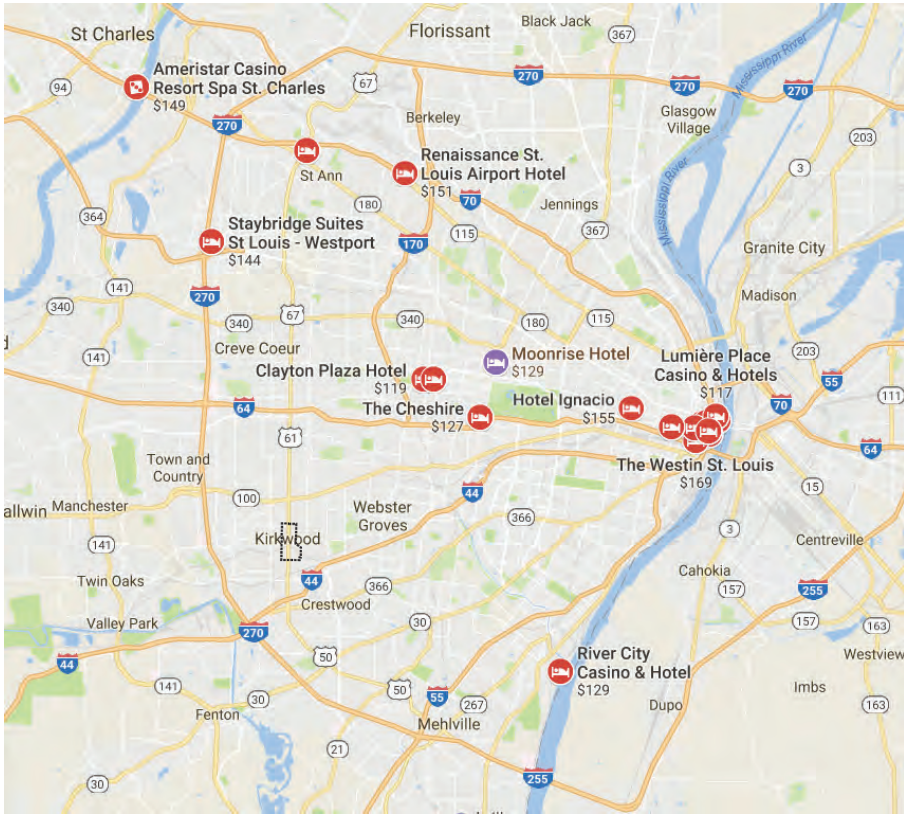 St Charles
Florissant
Black Jack
367
Mississippi River
270
67
270
270
94
Ameristar Casino
Resort Spa St. Charles
$149
Berkeley
Glasgow
Village
270
203
3
St Ann
Renaissance St.
Louis Airport Hotel
$151
70
180
Jennings
364
Staybridge Suites
St Louis - Westport
$144
115
170
367
Mississippi River
Granite City
141
270
67
Madison
340
340
340
180
115
141
Creve Coeur
Moonrise Hotel
$129
Lumière Place
Casino & Hotels
$117
203
55
Clayton Plaza Hotel
$119
70
111
64
The Cheshire
$127
Hotel Ignacio
$155
61
64
Town and
Country
The Westin St. Louis
$169
44
15
100
allwin
Manchester
Webster
Groves
366
3
Kirkwood
Centreville
141
Twin Oaks
44
366
Cahokia
157
255
Crestwood
Valley Park
30
157
163
270
44
50
River City
Casino & Hotel
$129
Westview
141
50
55
267
Imbs
30
Fenton
Mehlville
Dupo
163
21
30
255